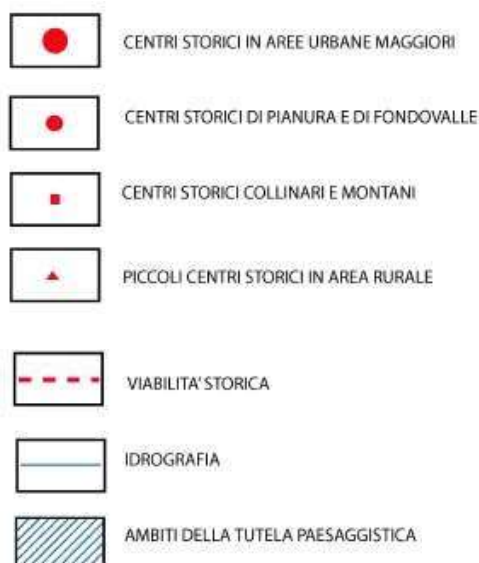 CENTRI STORICI IN AREE URBANE MAGGIORI
CENTRI STORICI DI PIANURA E DI FONDOVALLE
CENTRI STORICI COLLINARI E MONTANI
PICCOLI CENTRI STORICI IN AREA RURALE
VIABILITA' STORICA
IDROGRAFIA
AMBITI DELLA TUTELA PAESAGGISTICA